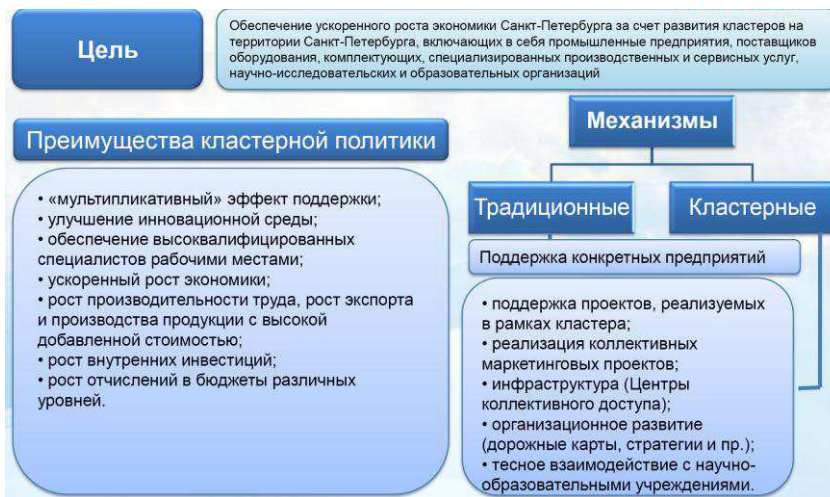 Цель
Обеспечение ускоренного роста экономики Санкт-Петербурга за счет развития кластеров на
территории Санкт-Петербурга, включающих в себя промышленные предприятия, поставщиков
оборудования, комплектующих, специализированных производственных и сервисных услуг,
научно-исследовательских и образовательных организаций
Преимущества кластерной политики
• «мультипликативный» эффект поддержки;
• улучшение инновационной среды;
• обеспечение высоквалифицированных
специалистов рабочими местами;
• ускоренный рост экономики;
• рост производительности труда, рост экспорта
и производства продукции с высокой
добавленной стоимостью;
• рост внутренних инвестиций;
• рост отчислений в бюджеты различных
уровней.
Механизмы
Традиционные
Кластерные
Поддержка конкретных предприятий
• поддержка проектов, реализуемых
в рамках кластера;
• реализация коллективных
маркетинговых проектов;
• инфраструктура (Центры
коллективного доступа);
• организационное развитие
(дорожные карты, стратегии и пр.);
• тесное взаимодействие с научно-
образовательными учреждениями.